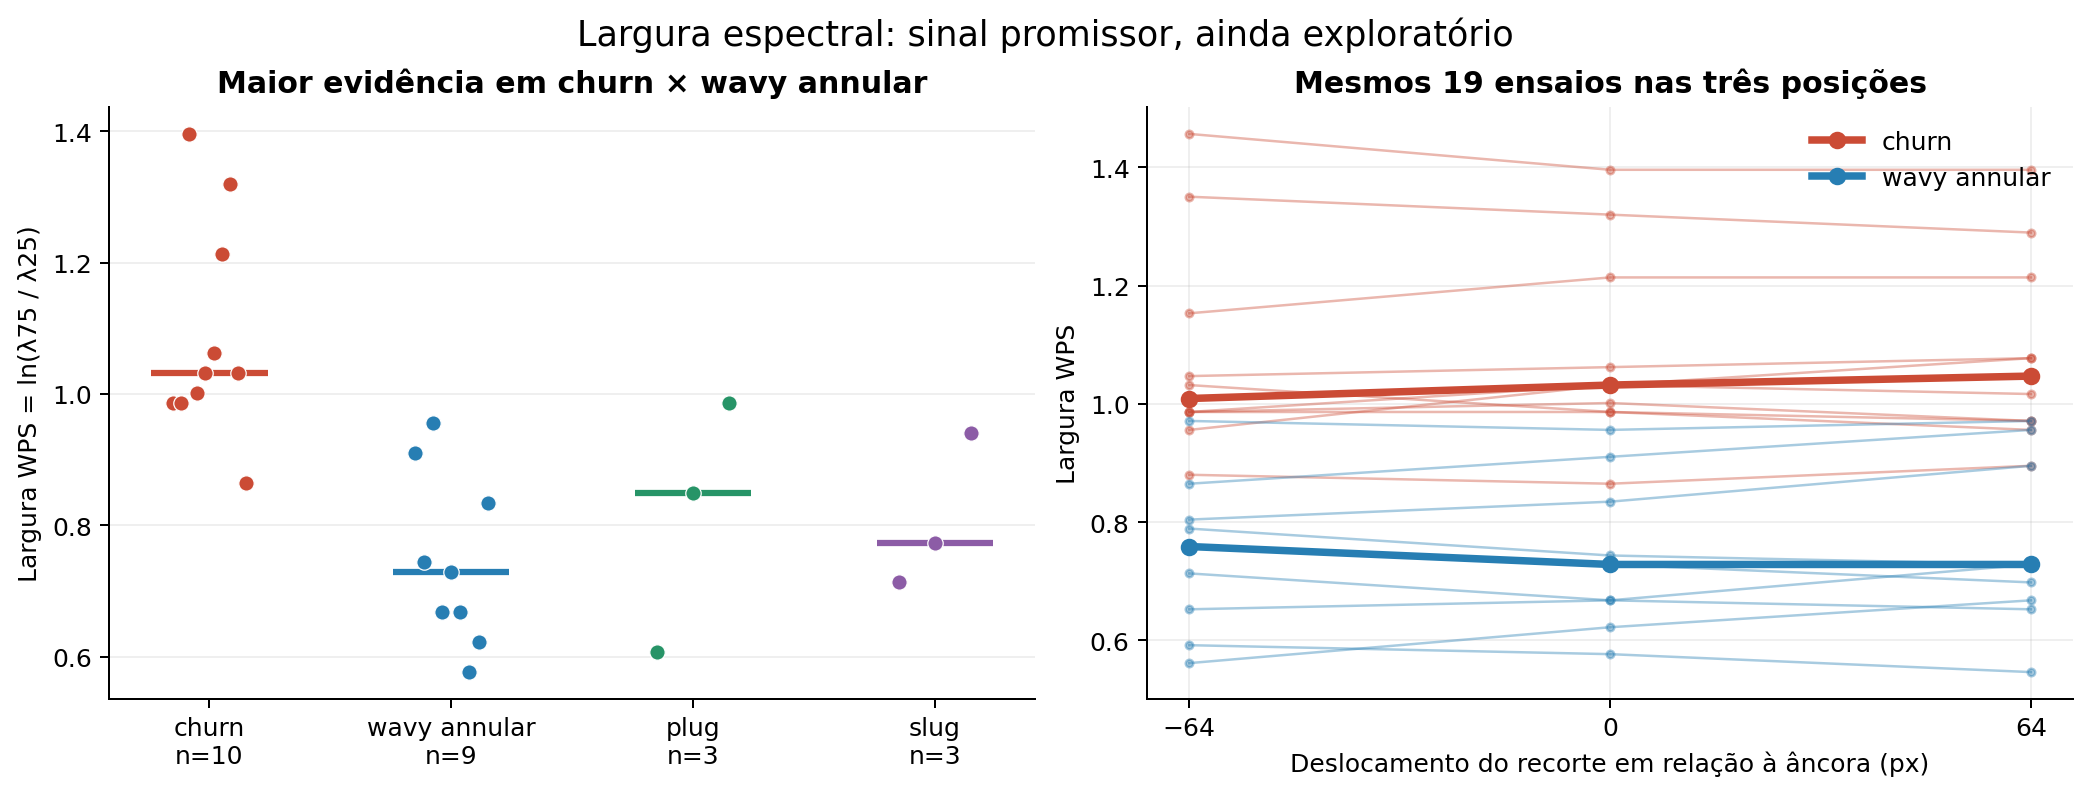 Largura espectral: sinal promissor, ainda exploratório
Maior evidência em churn × wavy annular
Largura WPS = ln(λ75 / λ25)
1.4
1.2
1.0
0.8
0.6
churn
n=10
wavy annular
n=9
plug
n=3
slug
n=3
Mesmos 19 ensaios nas três posições
churn
wavy annular
Largura WPS
1.4
1.2
1.0
0.8
0.6
−64
0
64
Deslocamento do recorte em relação à âncora (px)